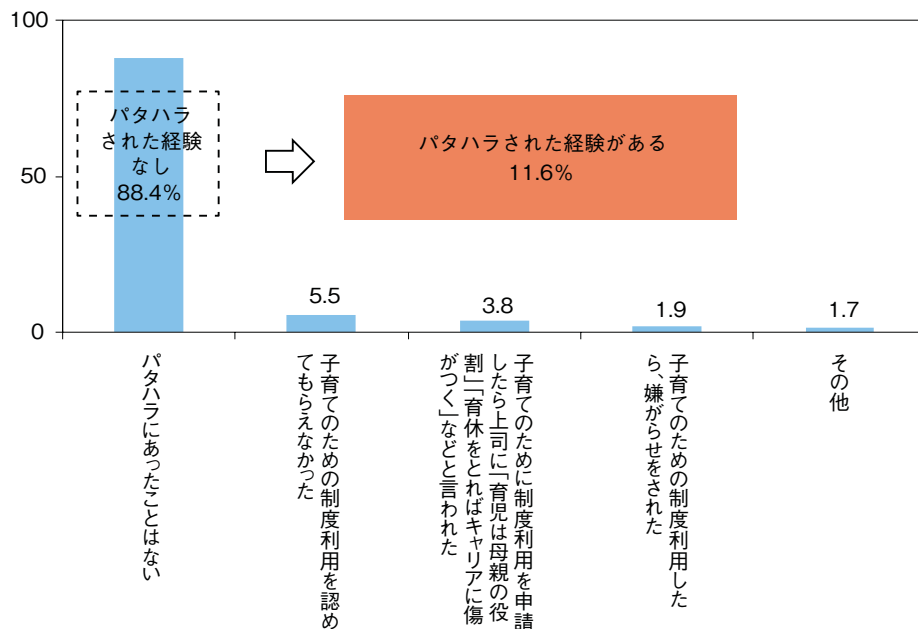 100
50
0
パタハラ
された経験
なし
88.4%
パタハラされた経験がある
11.6%
5.5
3.8
1.9
1.7
パタハラにあったことはない
子育てのための制度利用を認め
てもらえなかった
子育てのために制度利用を申請
したら上司に「育児は母親の役
割」「育休をとればキャリアに傷
がつく」などと言われた
子育てのための制度利用した
ら、嫌がらせをされた
その他